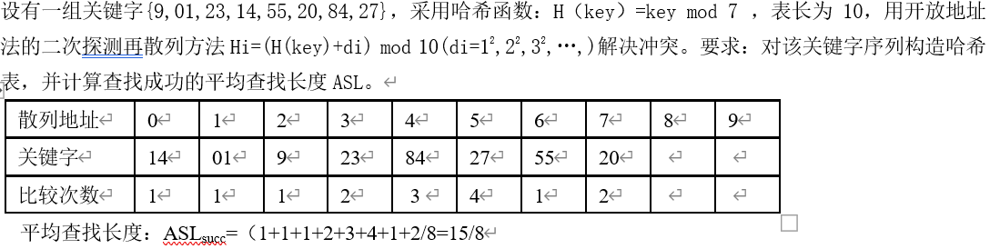 设有一组关键字{9,01,23,14,55,20,84,27}，采用哈希函数：H（key）=key mod 7 ，表长为 10，用开放地址
法的二次探测再散列方法Hi=(H(key)+di) mod 10(di=1²,2²,3²,…,)解决冲突。要求：对该关键字序列构造哈希
表，并计算查找成功的平均查找长度ASL。↵
散列地址↵ 0↵ 1↵ 2↵ 3↵ 4↵ 5↵ 6↵ 7↵ 8↵ 9↵
关键字↵ 14↵ 01↵ 9↵ 23↵ 84↵ 27↵ 55↵ 20↵ ↵ ↵
比较次数↵ 1↵ 1↵ 1↵ 2↵ 3 ↵ 4↵ 1↵ 2↵ ↵ ↵
平均查找长度：ASLsucc=（1+1+1+2+3+4+1+2/8=15/8↵